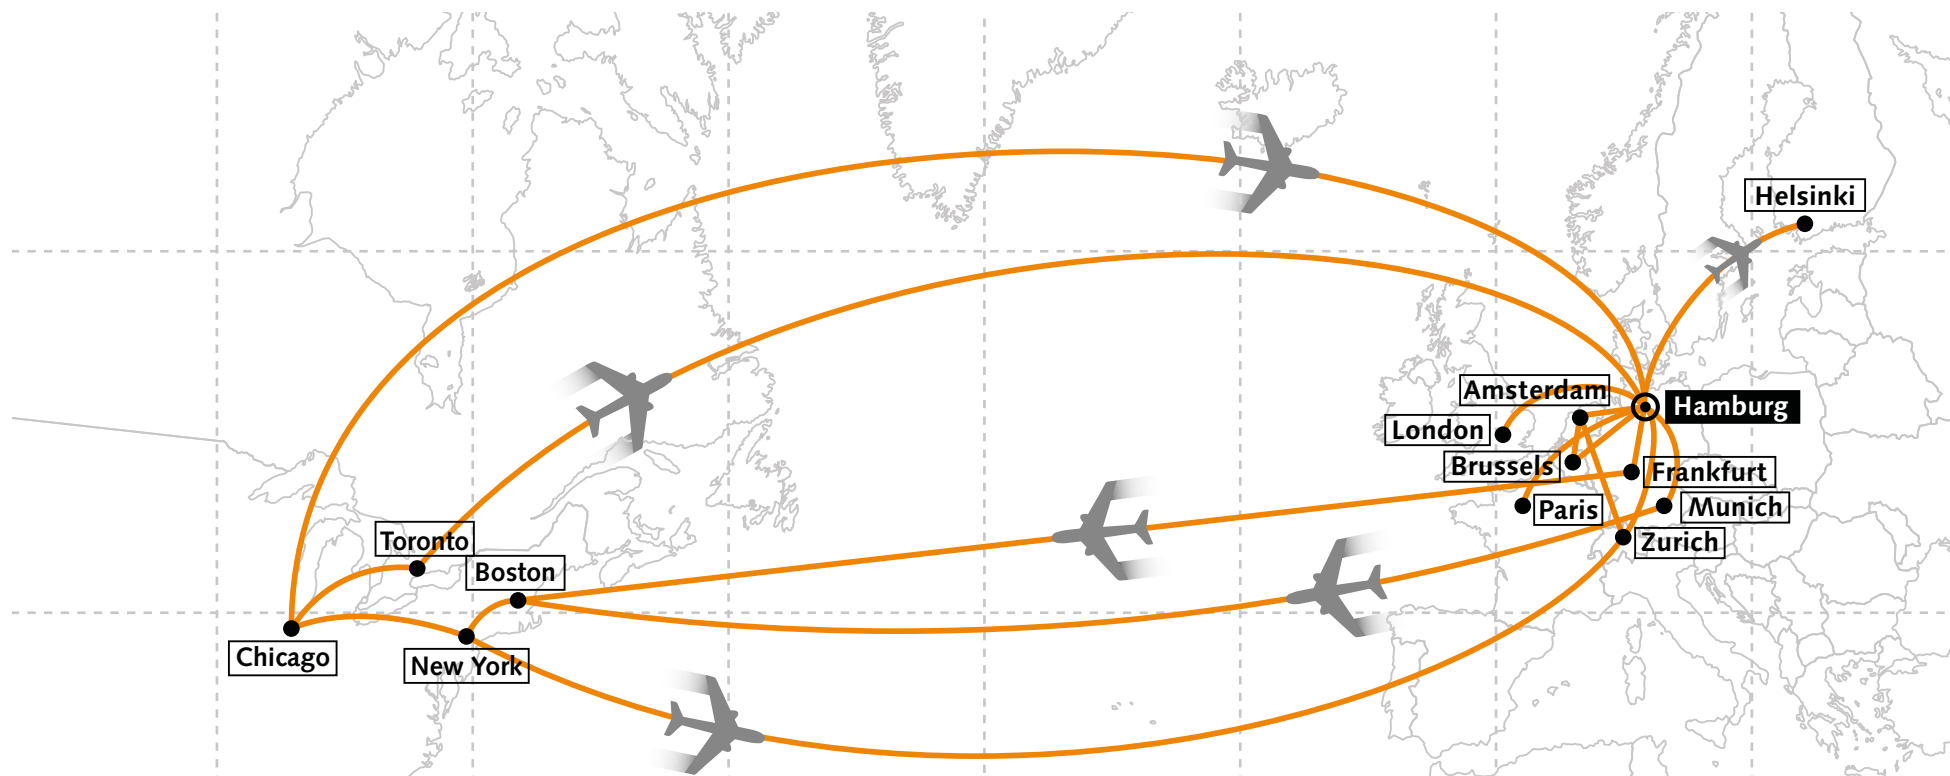 Helsinki
Amsterdam
Hamburg
London
Brussels
Frankfurt
Paris
Munich
Zurich
Toronto
Boston
Chicago
New York